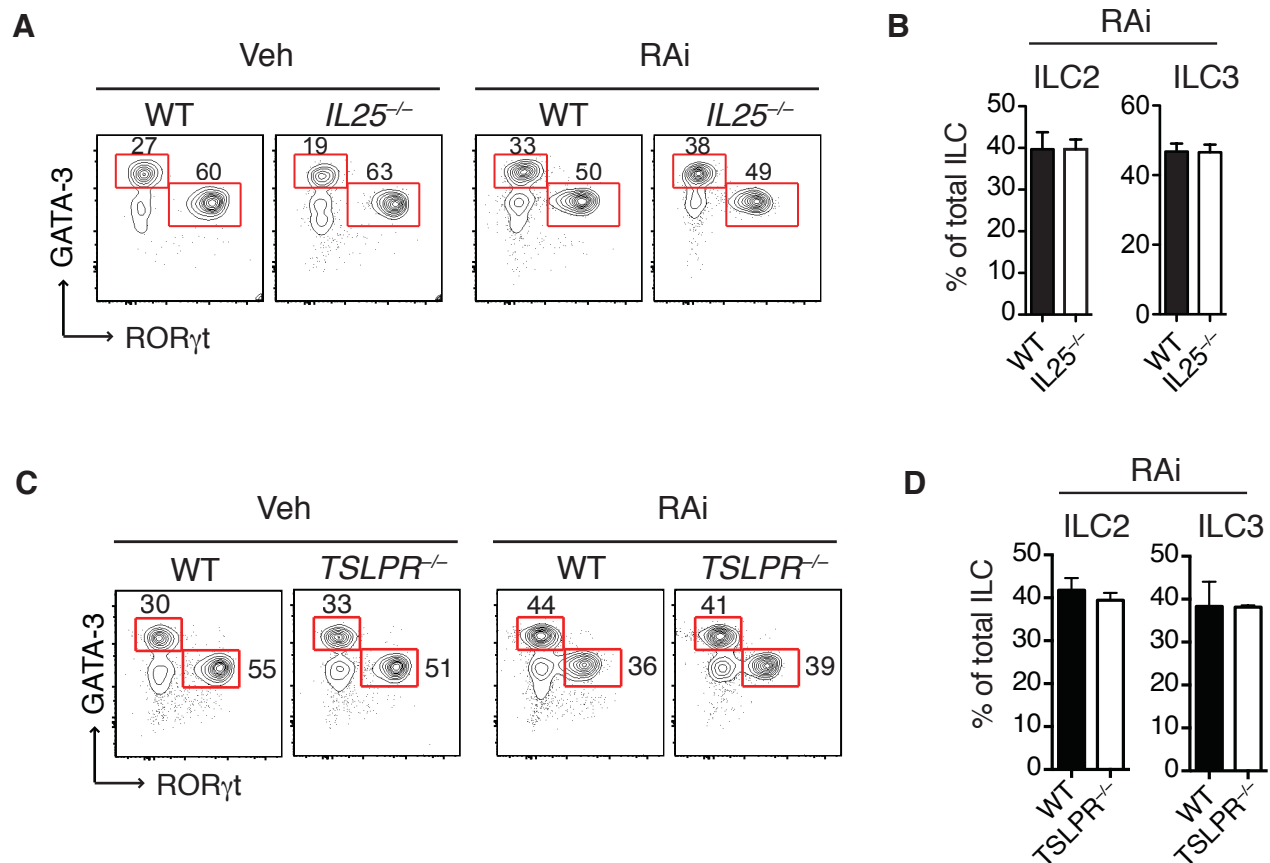 A
Veh
RAi
WT
IL25–/–
WT
IL25–/–
27
60
19
63
33
50
38
49
GATA-3
RORγt
B
RAi
ILC2
ILC3
% of total ILC
50
40
30
20
10
0
60
40
20
0
WT
IL25–/–
WT
IL25–/–
C
Veh
RAi
WT
TSLPR–/–
WT
TSLPR–/–
30
55
33
51
44
36
41
39
GATA-3
RORγt
D
RAi
ILC2
ILC3
% of total ILC
50
40
30
20
10
0
50
40
30
20
10
0
WT
TSLPR–/–
WT
TSLPR–/–